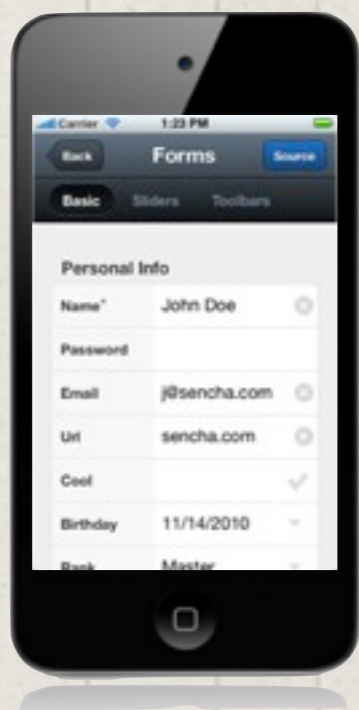 Carrier 1:23 PM
Back Forms Source
Basic Sliders Toolbars
Personal Info
Name* John Doe
Password
Email j@sencha.com
Url sencha.com
Cool
Birthday 11/14/2010
Rank Master